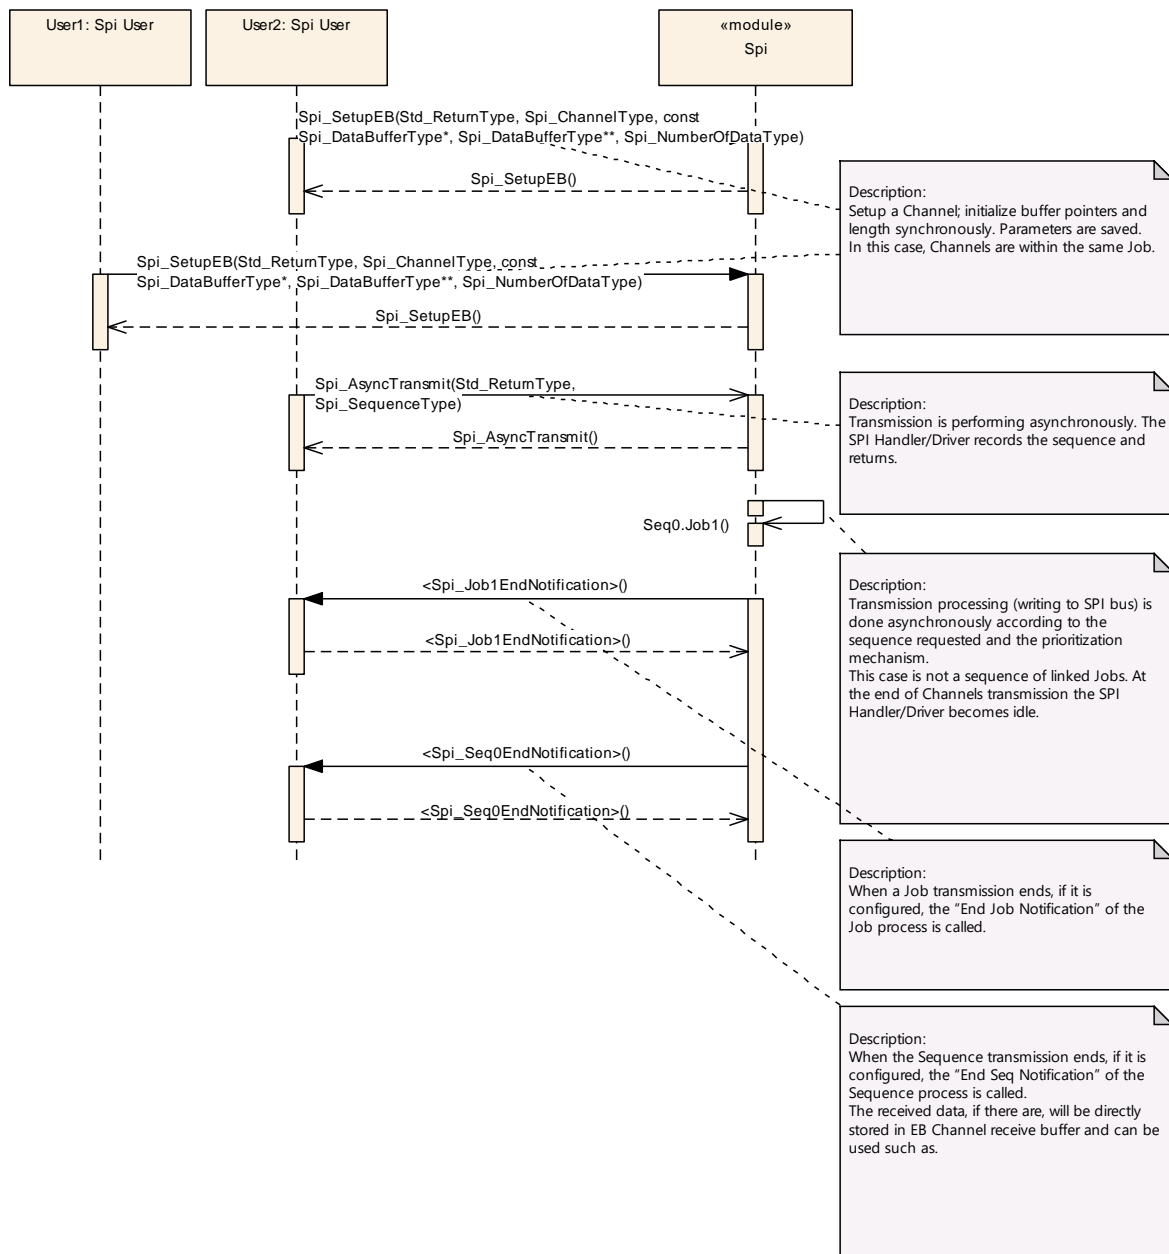 User1: Spi User
User2: Spi User
«module»
Spi
Spi_SetupEB(Std_ReturnType, Spi_ChannelType, const
Spi_DataBufferType*, Spi_DataBufferType**, Spi_NumberOfDataType)
Spi_SetupEB()
Description:
Setup a Channel; initialize buffer pointers and
length synchronously. Parameters are saved.
In this case, Channels are within the same Job.
Spi_SetupEB(Std_ReturnType, Spi_ChannelType, const
Spi_DataBufferType*, Spi_DataBufferType**, Spi_NumberOfDataType)
Spi_SetupEB()
Spi_AsyncTransmit(Std_ReturnType,
Spi_SequenceType)
Spi_AsyncTransmit()
Description:
Transmission is performing asynchronously. The
SPI Handler/Driver records the sequence and
returns.
Seq0.Job1()
Description:
Transmission processing (writing to SPI bus) is
done asynchronously according to the
sequence requested and the prioritization
mechanism.
This case is not a sequence of linked Jobs. At
the end of Channels transmission the SPI
Handler/Driver becomes idle.
<Spi_Job1EndNotification>()
<Spi_Job1EndNotification>()
<Spi_Seq0EndNotification>()
<Spi_Seq0EndNotification>()
Description:
When a Job transmission ends, if it is
configured, the “End Job Notification” of the
Job process is called.
Description:
When the Sequence transmission ends, if it is
configured, the “End Seq Notification” of the
Sequence process is called.
The received data, if there are, will be directly
stored in EB Channel receive buffer and can be
used such as.